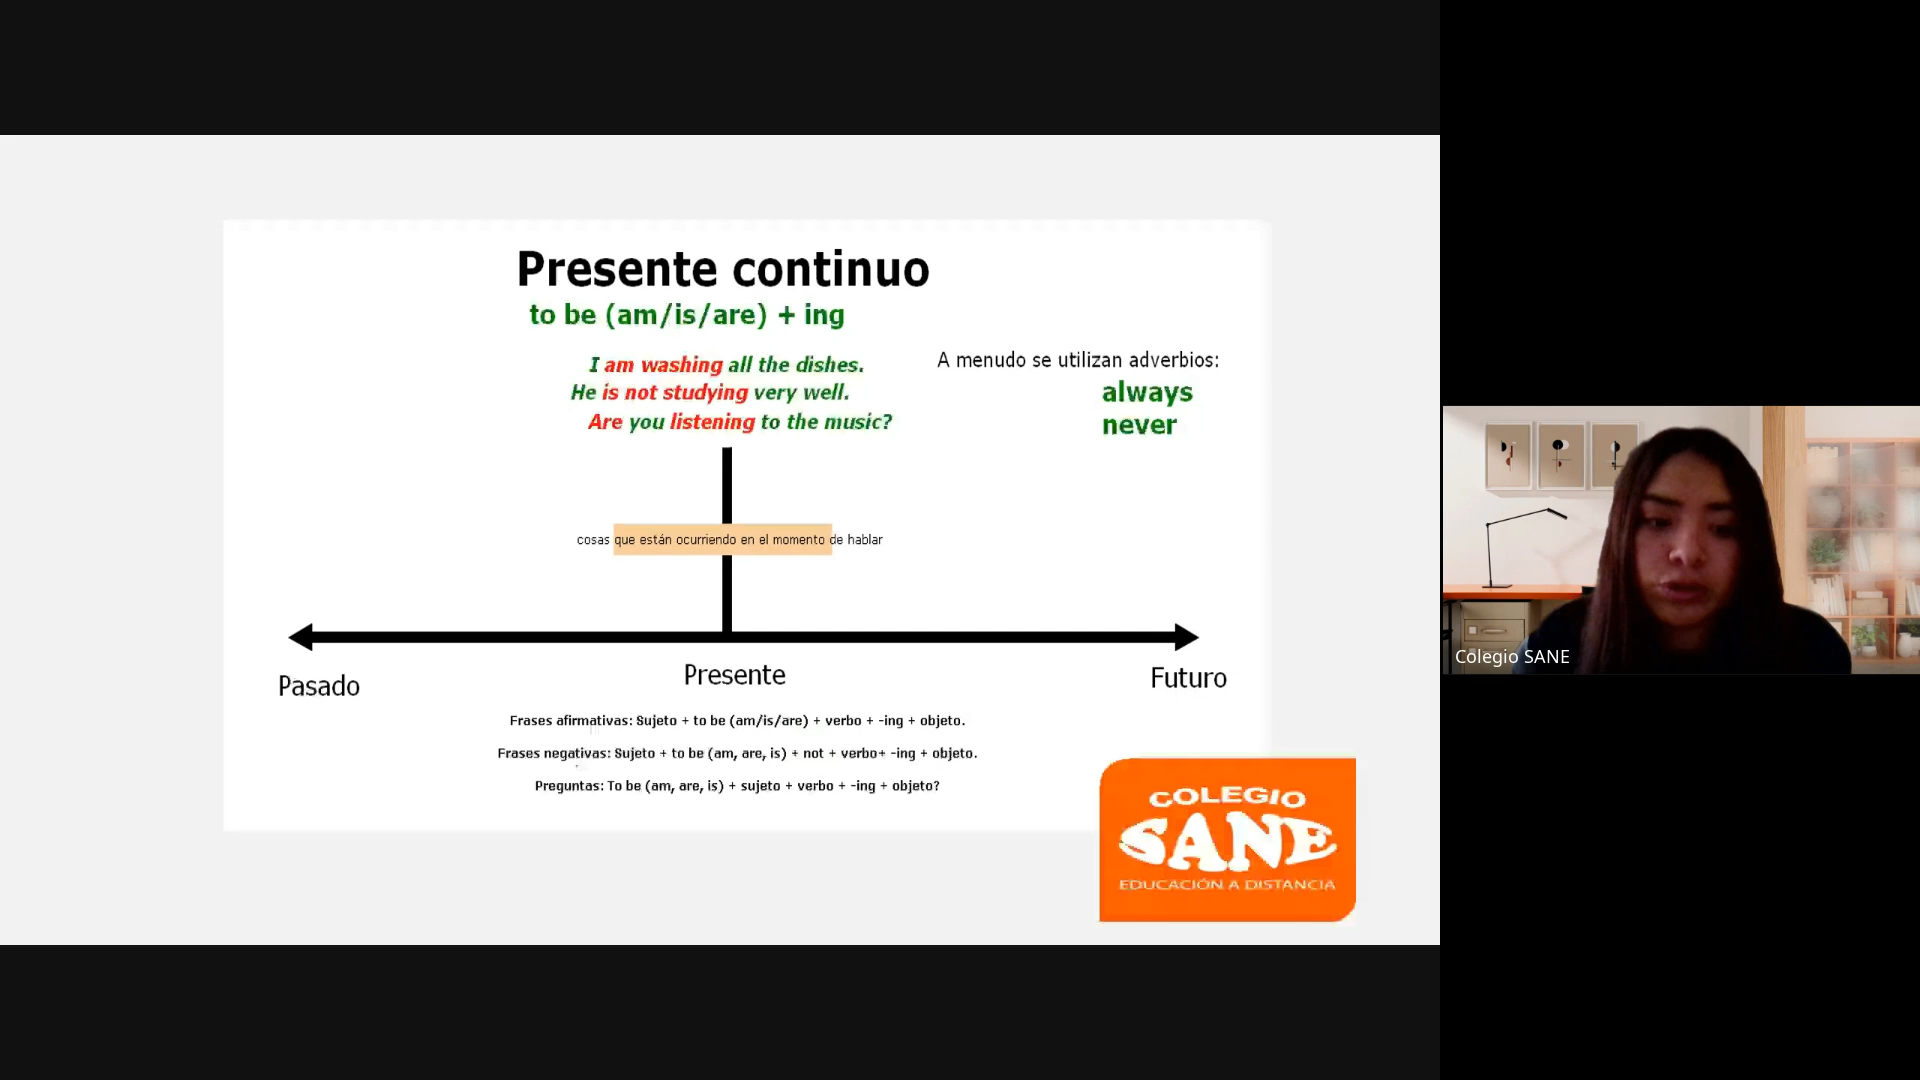 Presente continuo
to be (am/is/are) + ing
I am washing all the dishes.
He is not studying very well.
Are you listening to the music?
A menudo se utilizan adverbios:
always
never
cosas que están ocurriendo en el momento de hablar
Pasado
Presente
Futuro
Frases afirmativas: Sujeto + to be (am/is/are) + verbo + -ing + objeto.
Frases negativas: Sujeto + to be (am, are, is) + not + verbo+ -ing + objeto.
Preguntas: To be (am, are, is) + sujeto + verbo + -ing + objeto?
COLEGIO
SANE
EDUCACIÓN A DISTANCIA
Colegio SANE